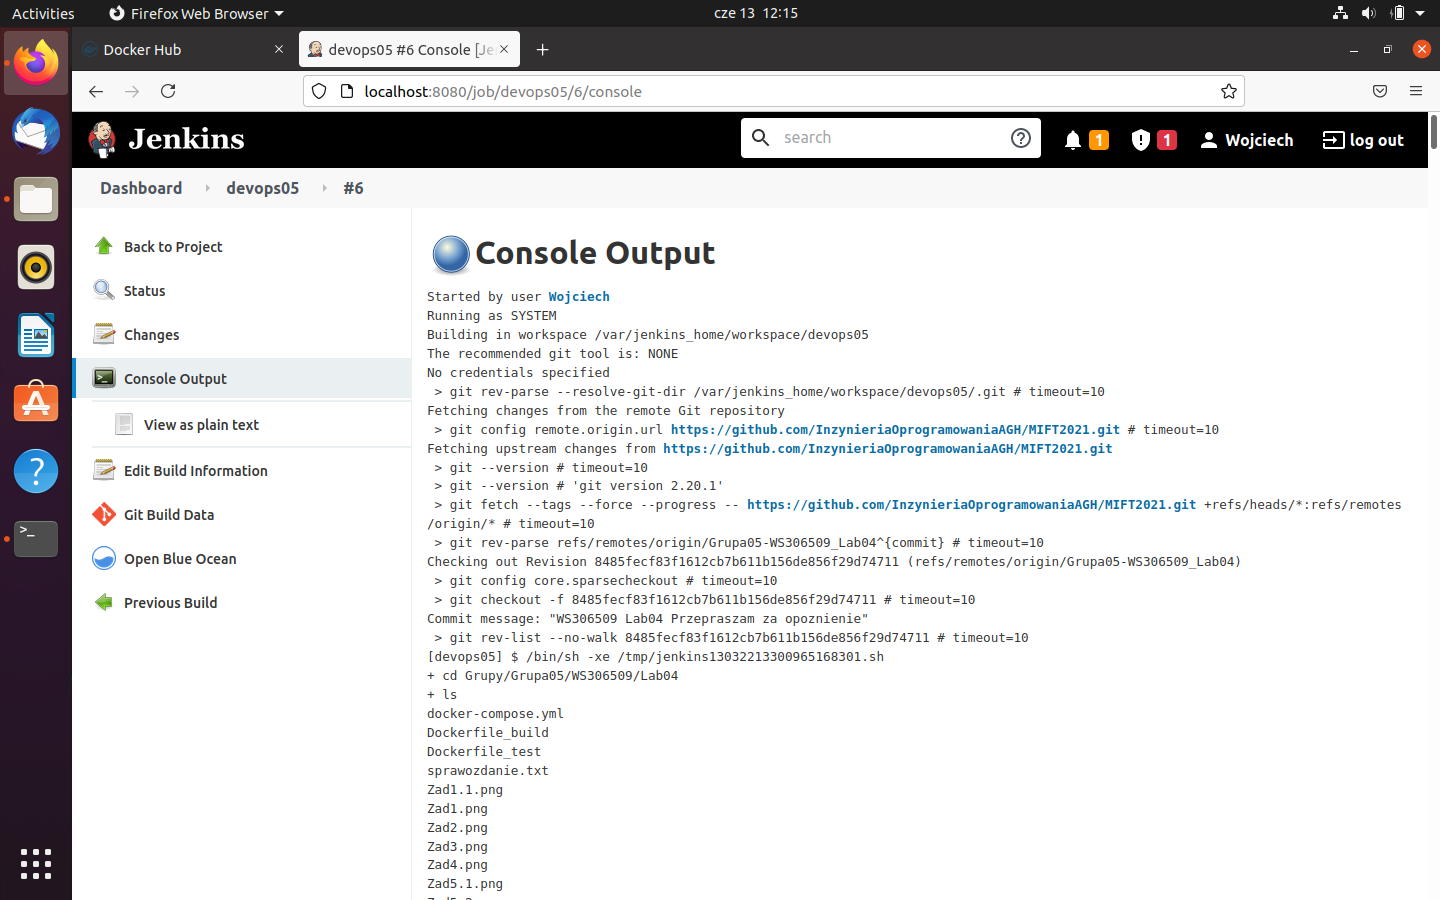 Activities
Firefox Web Browser
cze 13 12:15
Docker Hub
devops05 #6 Console [Je
localhost:8080/job/devops05/6/console
Jenkins
search
1
1
Wojciech
log out
Dashboard
devops05
#6
Back to Project
Status
Changes
Console Output
View as plain text
Edit Build Information
Git Build Data
Open Blue Ocean
Previous Build
Console Output
Started by user Wojciech
Running as SYSTEM
Building in workspace /var/jenkins_home/workspace/devops05
The recommended git tool is: NONE
No credentials specified
> git rev-parse --resolve-git-dir /var/jenkins_home/workspace/devops05/.git # timeout=10
Fetching changes from the remote Git repository
> git config remote.origin.url https://github.com/InzynieriaOprogramowaniaAGH/MIFT2021.git # timeout=10
Fetching upstream changes from https://github.com/InzynieriaOprogramowaniaAGH/MIFT2021.git
> git --version # timeout=10
> git --version # 'git version 2.20.1'
> git fetch --tags --force --progress -- https://github.com/InzynieriaOprogramowaniaAGH/MIFT2021.git +refs/heads/*:refs/remotes
/origin/* # timeout=10
> git rev-parse refs/remotes/origin/Grupa05-WS306509_Lab04^{commit} # timeout=10
Checking out Revision 8485fecf83f1612cb7b611b156de856f29d74711 (refs/remotes/origin/Grupa05-WS306509_Lab04)
> git config core.sparsecheckout # timeout=10
> git checkout -f 8485fecf83f1612cb7b611b156de856f29d74711 # timeout=10
Commit message: "WS306509 Lab04 Przepraszam za opoznienie"
> git rev-list --no-walk 8485fecf83f1612cb7b611b156de856f29d74711 # timeout=10
[devops05] $ /bin/sh -xe /tmp/jenkins13032213300965168301.sh
+ cd Grupy/Grupa05/WS306509/Lab04
+ ls
docker-compose.yml
Dockerfile_build
Dockerfile_test
sprawozdanie.txt
Zad1.1.png
Zad1.png
Zad2.png
Zad3.png
Zad4.png
Zad5.1.png